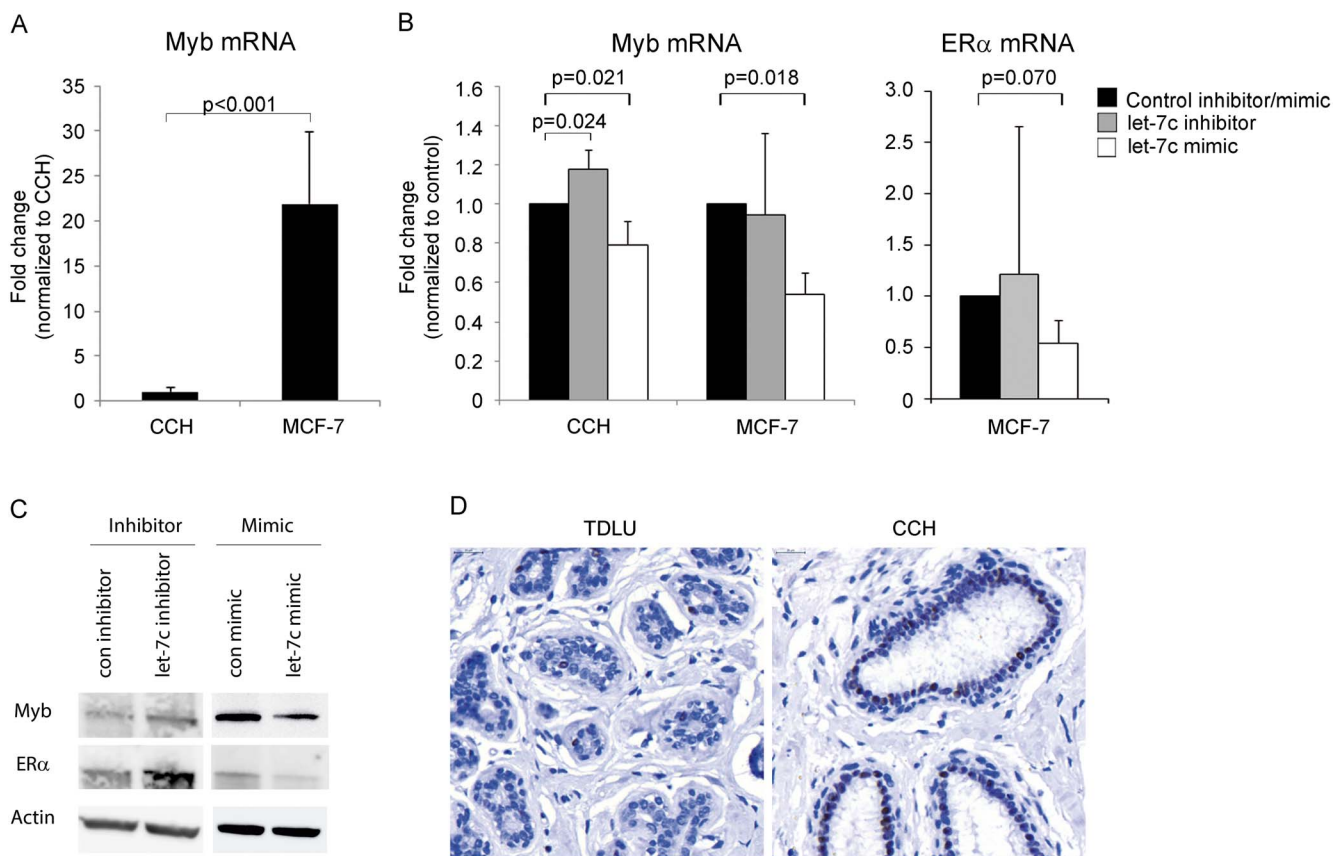 A
Myb mRNA
Fold change
(normalized to CCH)
35
30
25
20
15
10
5
0
p<0.001
CCH
MCF-7
B
Myb mRNA
Fold change
(normalized to control)
1.6
1.4
1.2
1.0
0.8
0.6
0.4
0.2
0
p=0.021
p=0.024
p=0.018
CCH
MCF-7
ERα mRNA
3.0
2.5
2.0
1.5
1.0
0.5
0
p=0.070
MCF-7
Control inhibitor/mimic
let-7c inhibitor
let-7c mimic
C
Inhibitor
Mimic
con inhibitor
let-7c inhibitor
con mimic
let-7c mimic
Myb
ERα
Actin
D
TDLU
CCH